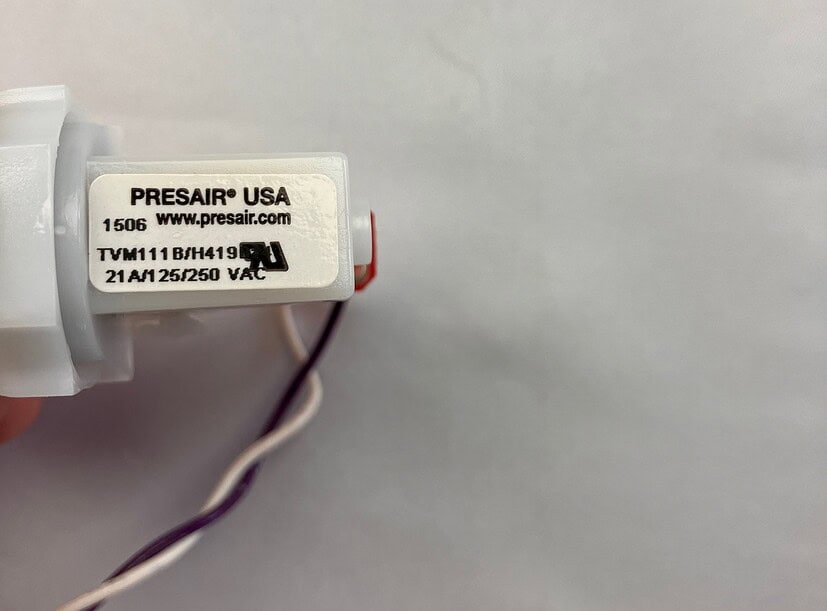 PRESAIR® USA
1506 www.presair.com
TVM111B/H419
21A/125/250 VAC